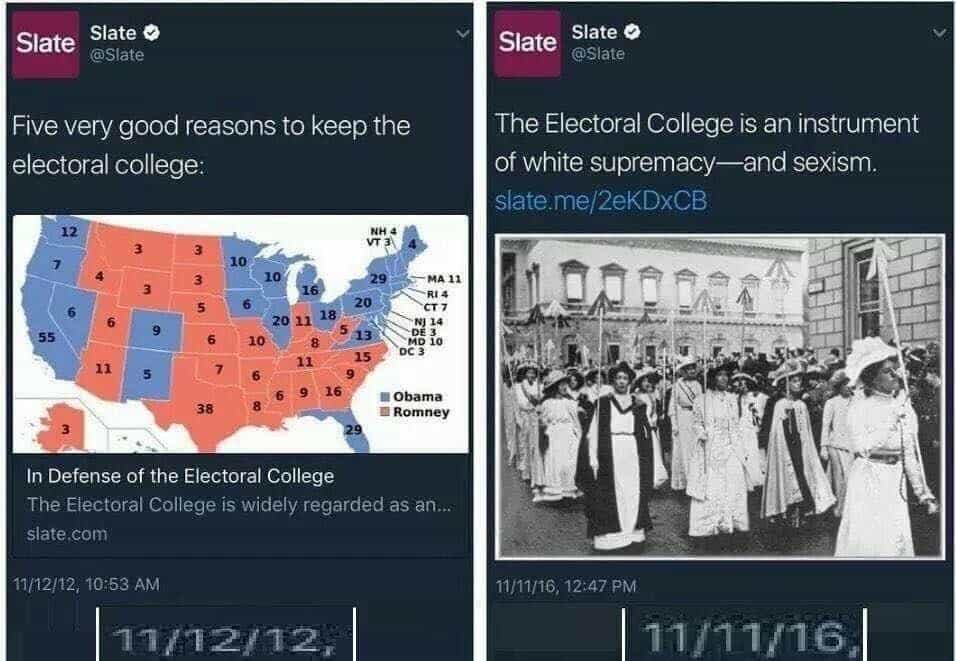 Slate
Slate
@Slate
Five very good reasons to keep the
electoral college:
12
7
55
6
3
4
3
6
9
11
5
3
3
5
6
7
38
10
6
10
6
8
10
20
16
11
18
8
5
11
6
9
16
9
15
13
20
29
4
29
3
NH 4
VT 3
MA 11
RI 4
CT 7
NJ 14
DE 3
MD 10
DC 3
Obama
Romney
In Defense of the Electoral College
The Electoral College is widely regarded as an...
slate.com
11/12/12, 10:53 AM
11/12/12,
Slate
Slate
@Slate
The Electoral College is an instrument
of white supremacy—and sexism.
slate.me/2eKDxCB
11/11/16, 12:47 PM
11/11/16,